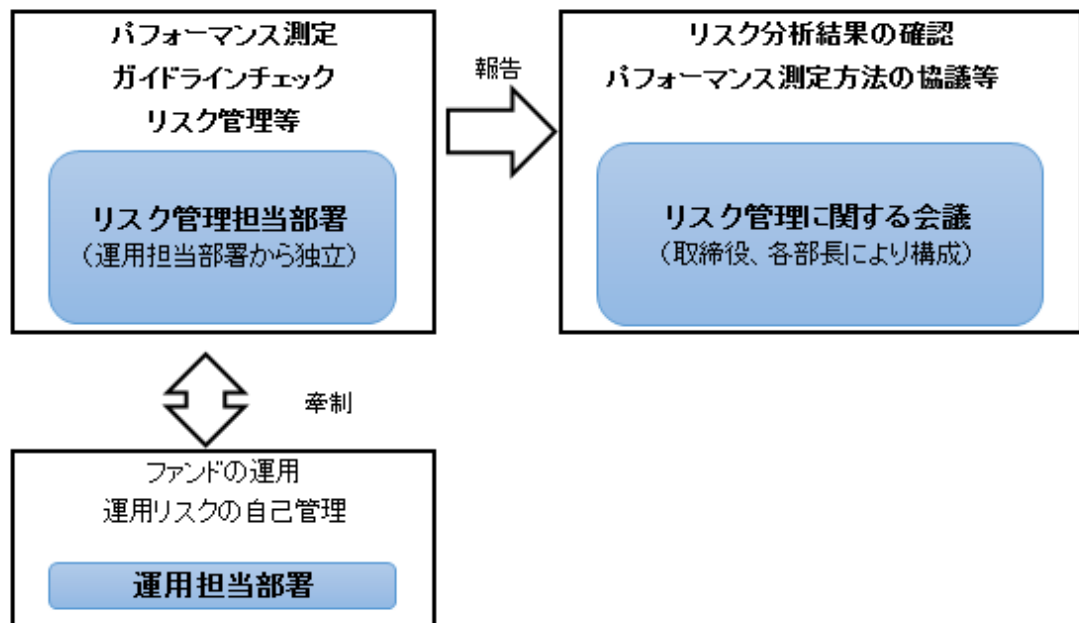 パフォーマンス測定
ガイドラインチェック
リスク管理等
リスク管理担当部署
（運用担当部署から独立）
報告
リスク分析結果の確認
パフォーマンス測定方法の協議等
リスク管理に関する会議
（取締役、各部長により構成）
牽制
ファンドの運用
運用リスクの自己管理
運用担当部署